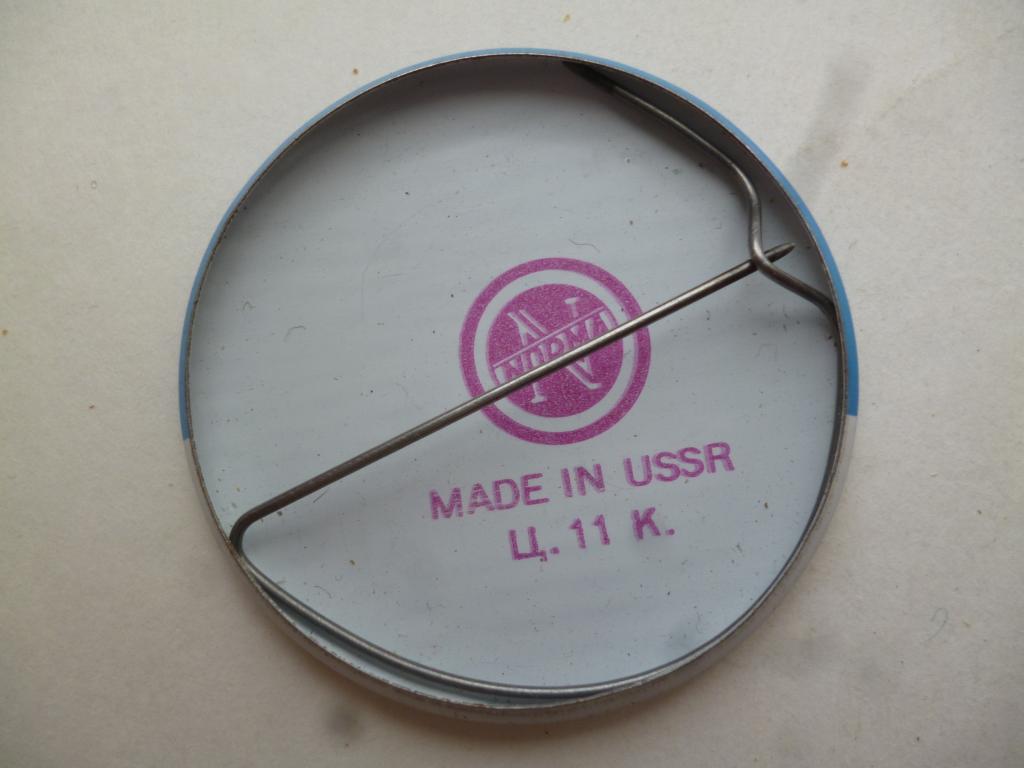 NORMA
MADE IN USSR
Ц. 11 К.